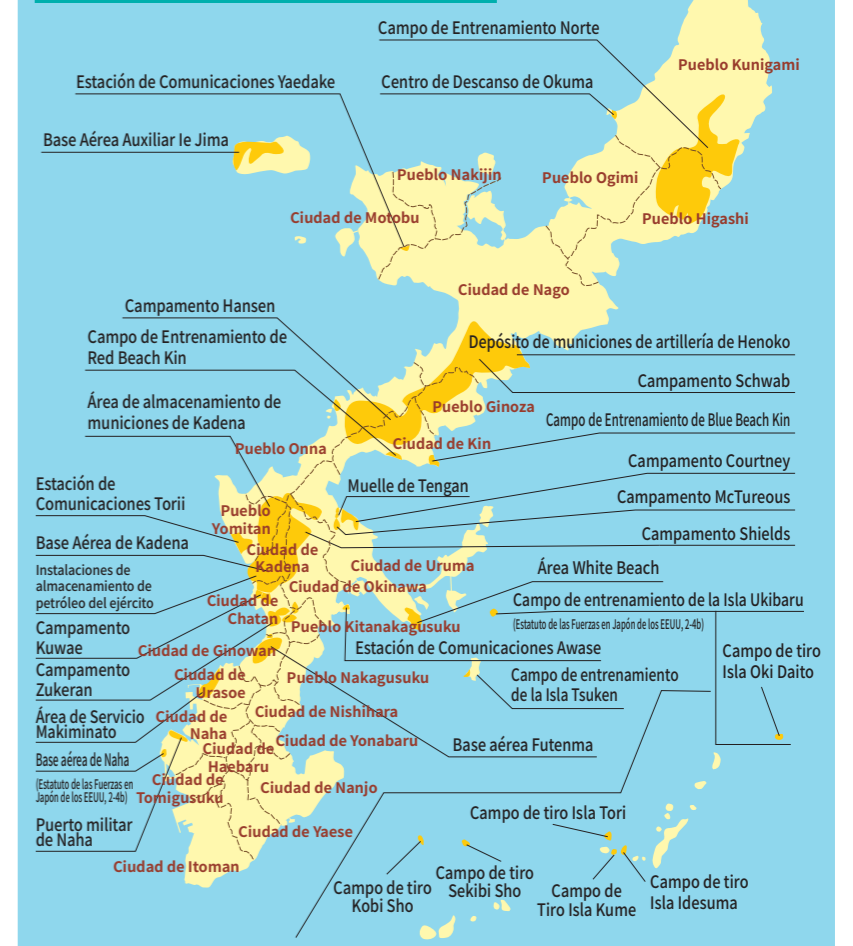 Campo de Entrenamiento Norte
Pueblo Kunigami
Estación de Comunicaciones Yaedake
Centro de Descanso de Okuma
Base Aérea Auxiliar Ie Jima
Pueblo Nakijin
Pueblo Ogimi
Ciudad de Motobu
Pueblo Higashi
Ciudad de Nago
Campamento Hansen
Campo de Entrenamiento de
Red Beach Kin
Depósito de municiones de artillería de Henoko
Campamento Schwab
Área de almacenamiento de
municiones de Kadena
Pueblo Ginoza
Campo de Entrenamiento de Blue Beach Kin
Ciudad de Kin
Pueblo Onna
Campamento Courtney
Estación de
Comunicaciones Torii
Muelle de Tengan
Campamento McTureous
Pueblo
Yomitan
Campamento Shields
Base Aérea de Kadena
Ciudad de
Kadena
Ciudad de Uruma
Área White Beach
Instalaciones de
almacenamiento de
petróleo del ejército
Ciudad de Okinawa
Ciudad de
Chatan
Campo de entrenamiento de la Isla Ukibaru
(Estatuto de las Fuerzas en Japón de los EEUU, 2-4b)
Campamento
Kuwae
Pueblo Kitanakagusuku
Ciudad de Ginowan
Estación de Comunicaciones Awase
Campo de tiro
Isla Oki Daito
Campamento
Zukeran
Ciudad de
Urasoe
Pueblo Nakagusuku
Campo de entrenamiento
de la Isla Tsuken
Área de Servicio
Makiminato
Ciudad de
Naha
Ciudad de Nishihara
Ciudad de Yonabaru
Base aérea Futenma
Ciudad de
Haebaru
Base aérea de Naha
(Estatuto de las Fuerzas en
Japón de los EEUU, 2-4b)
Ciudad de
Tomigusuku
Ciudad de Nanjo
Puerto militar
de Naha
Ciudad de Yaese
Campo de tiro Isla Tori
Ciudad de Itoman
Campo de tiro
Kobi Sho
Campo de tiro
Sekibi Sho
Campo de
Tiro Isla Kume
Campo de tiro
Isla Idesuma